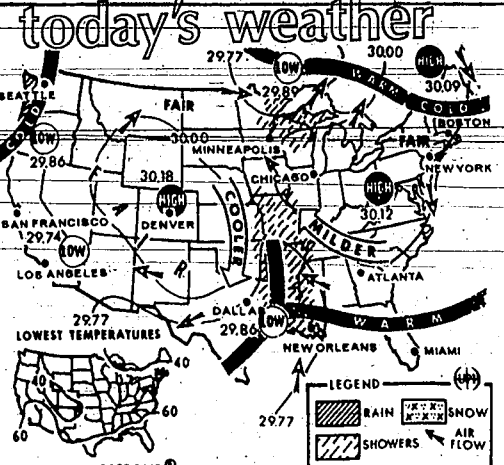 today's weather
29.77
LOW
30.00
HIGH
29.89
30.09
WARM
COLD
SEATTLE
FAIR
BOSTON
LOW
30.00
FAIR
MINNEAPOLIS
29.86
NEW YORK
30.18
CHICAGO
HIGH
HIGH
30.12
SAN FRANCISCO
DENVER
COOLER
MILDER
29.74
LOW
LOS ANGELES
ATLANTA
DALLA
29.77
29.86
LOW
WARM
LOWEST TEMPERATURES
NEW ORLEANS
MIAMI
40
40
LEGEND
60
60
29.77
RAIN
SNOW
SHOWERS
AIR
FLOW